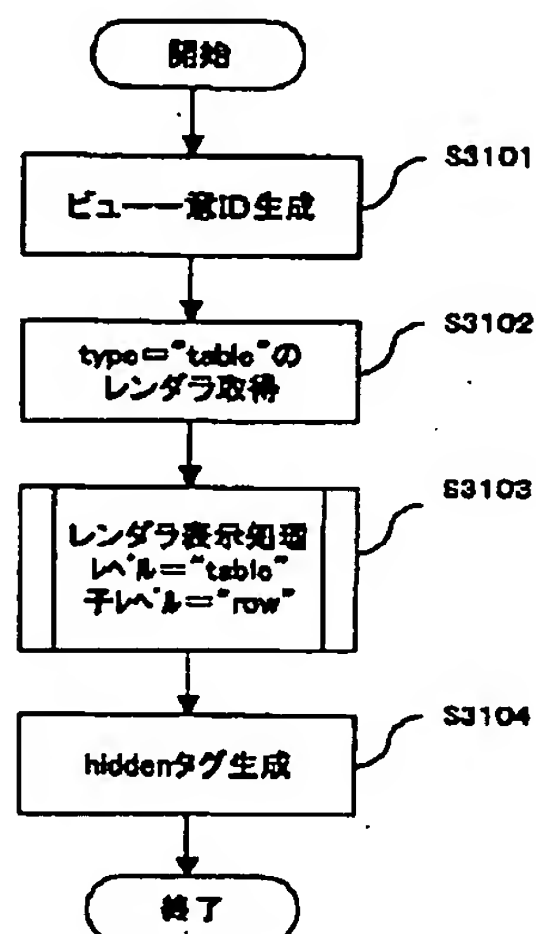 開始
S3101
ビュー一意ID生成
S3102
type="table"の
レンダラ取得
S3103
レンダラ表示処理
レベル="table"
子レベル="row"
S3104
hiddenタグ生成
終了